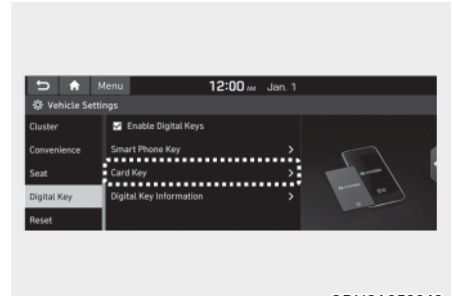 Menu 12:00 AM Jan. 1
Vehicle Settings
Cluster
Enable Digital Keys
Convenience
Smart Phone Key
Seat
Card Key
Digital Key
Digital Key Information
Reset